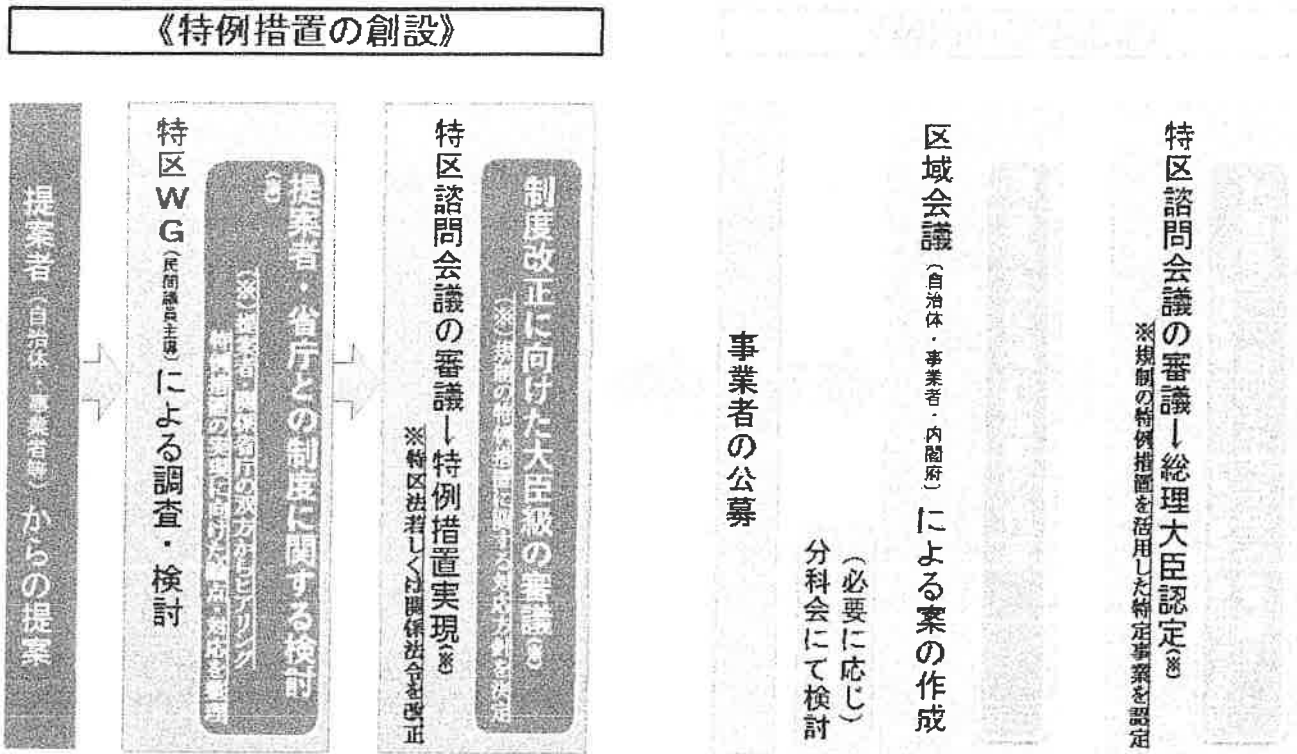 《特例措置の創設》
提案者（自治体・事業者等）からの提案
特区WG（民間議員主導）による調査・検討
提案者・省庁との制度に関する検討
（※）
（※）提案者・関係省庁の双方からヒアリング
特例措置の実現に向けた論点・対応を整理
特区諮問会議の審議→特例措置実現（※）
※特区法若しくは関係法令を改正
制度改正に向けた大臣級の審議（※）
（※）規制の特例措置に関する対応方針を決定
事業者の公募
区域会議（自治体・事業者・内閣府）による案の作成
（必要に応じ）
分科会にて検討
特区諮問会議の審議→総理大臣認定（※）
※規制の特例措置を活用した特定事業を認定